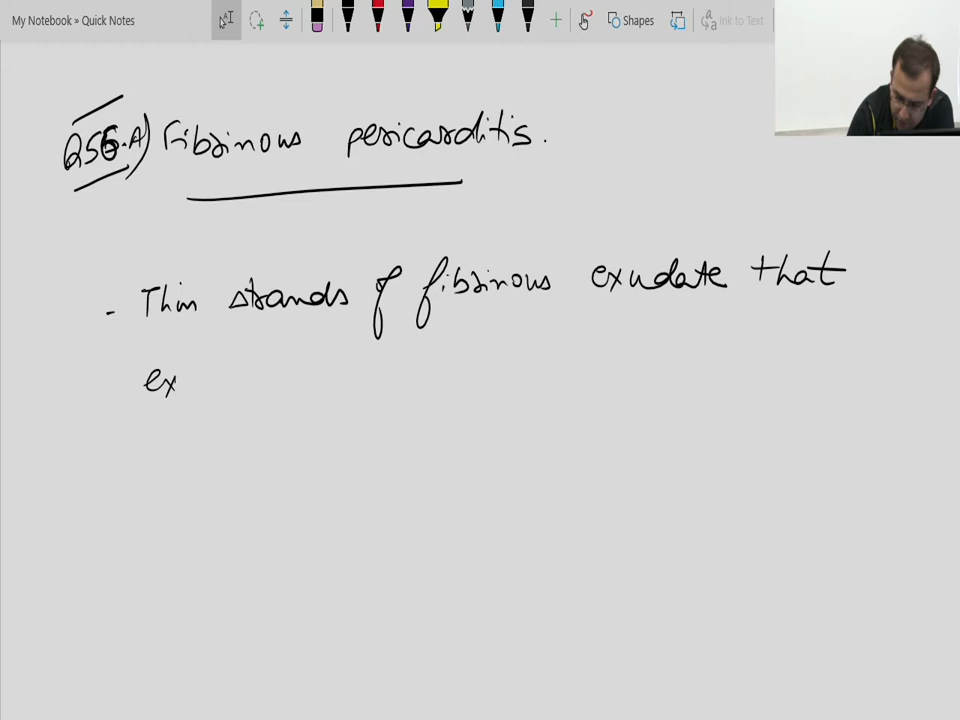 My Notebook » Quick Notes
Shapes
Ink to Text
Q56.A) Fibrinous pericarditis.
- Thin strands of fibrinous exudate that
ex